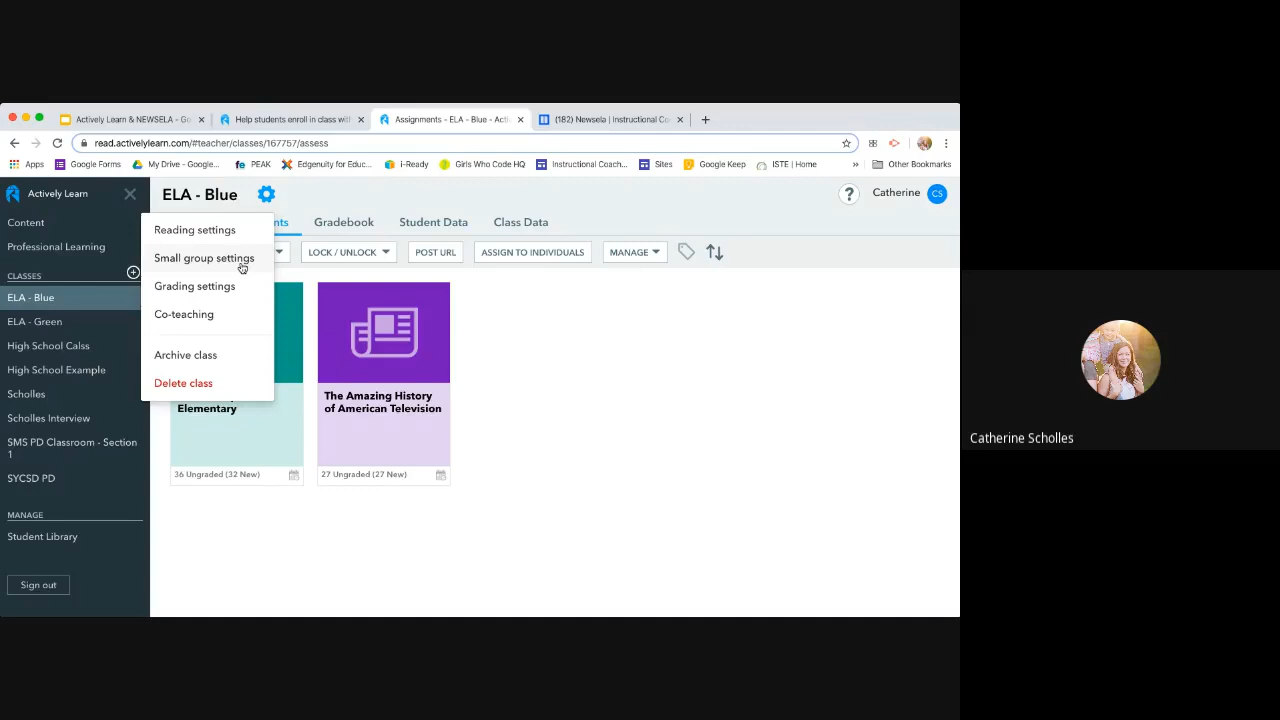 Actively Learn & NEWSELA - Go
Help students enroll in class with
Assignments - ELA - Blue - Acti
(182) Newsela | Instructional Co
read.activelylearn.com/#teacher/classes/167757/assess
Apps
Google Forms
My Drive – Google...
PEAK
Edgenuity for Educ...
i-Ready
Girls Who Code HQ
Instructional Coach...
Sites
Google Keep
ISTE | Home
»
Other Bookmarks
Actively Learn
ELA - Blue
?
Catherine
CS
Content
Professional Learning
CLASSES
ELA - Blue
ELA - Green
High School Calss
High School Example
Scholles
Scholles Interview
SMS PD Classroom - Section
1
SYCSD PD
MANAGE
Student Library
Sign out
Reading settings
Small group settings
Grading settings
Co-teaching
Archive class
Delete class
nts
Gradebook
Student Data
Class Data
LOCK / UNLOCK
POST URL
ASSIGN TO INDIVIDUALS
MANAGE
Elementary
36 Ungraded (32 New)
The Amazing History
of American Television
27 Ungraded (27 New)
Catherine Scholles